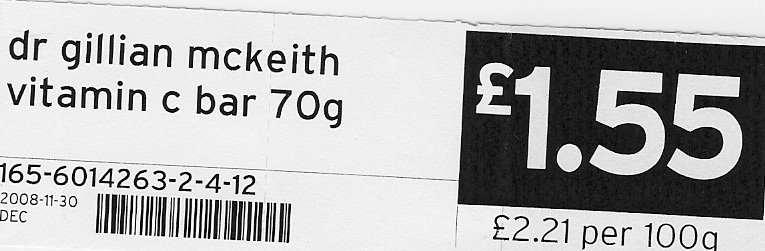 dr gillian mckeith
vitamin c bar 70g
£1.55
165-6014263-2-4-12
2008-11-30
DEC
£2.21 per 100g